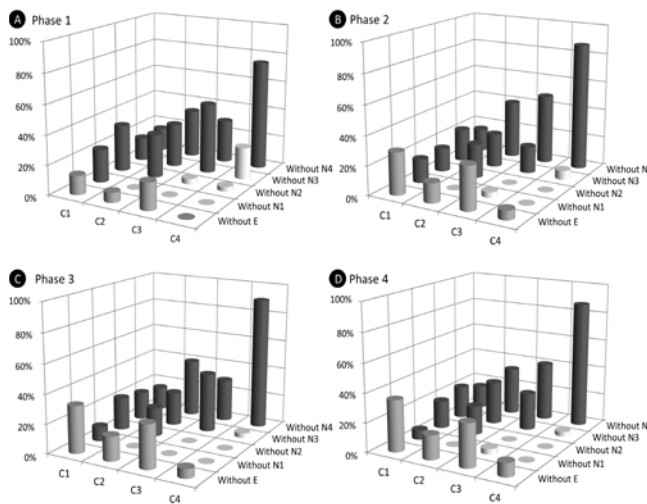 A Phase 1
100%
80%
60%
40%
20%
0%
C1
C2
C3
C4
Without N4
Without N3
Without N2
Without N1
Without E
B Phase 2
100%
80%
60%
40%
20%
0%
C1
C2
C3
C4
Without N
Without N3
Without N2
Without N1
Without E
C Phase 3
100%
80%
60%
40%
20%
0%
C1
C2
C3
C4
Without N4
Without N3
Without N2
Without N1
Without E
D Phase 4
100%
80%
60%
40%
20%
0%
C1
C2
C3
C4
Without N
Without N3
Without N2
Without N1
Without E